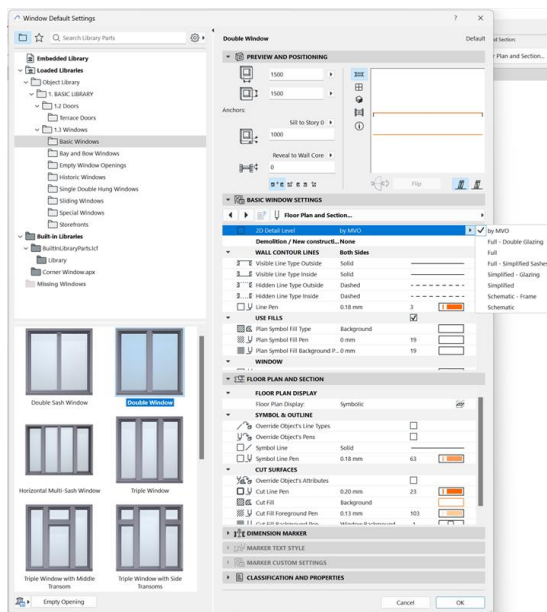 Window Default Settings
? ×
Search Library Parts
Embedded Library
Loaded Libraries
Object Library
1. BASIC LIBRARY
1.2 Doors
Terrace Doors
1.3 Windows
Basic Windows
Bay and Bow Windows
Empty Window Openings
Historic Windows
Single Double Hung Windows
Sliding Windows
Special Windows
Storefronts
Built-in Libraries
BuiltInLibraryParts.lcf
Library
Corner Window.apx
Missing Windows
Double Sash Window
Double Window
Horizontal Multi-Sash Window
Triple Window
Triple Window with Middle Transom
Triple Window with Side Transoms
Empty Opening
Double Window Default
PREVIEW AND POSITIONING
1500
1500
Anchors:
Sill to Story 0
1000
Reveal to Wall Core
0
Flip
BASIC WINDOW SETTINGS
Floor Plan and Section...
2D Detail Level by MVO
Demolition / New constructi... None
WALL CONTOUR LINES Both Sides
Visible Line Type Outside Solid
Visible Line Type Inside Solid
Hidden Line Type Outside Dashed
Hidden Line Type Inside Dashed
Line Pen 0.18 mm 3
USE FILLS
Plan Symbol Fill Type Background
Plan Symbol Fill Pen 0 mm 19
Plan Symbol Fill Background P... 0 mm 19
WINDOW
FLOOR PLAN AND SECTION
FLOOR PLAN DISPLAY
Floor Plan Display: Symbolic
SYMBOL & OUTLINE
Override Object's Line Types
Override Object's Pens
Symbol Line Solid
Symbol Line Pen 0.18 mm 63
CUT SURFACES
Override Object's Attributes
Cut Line Pen 0.20 mm 23
Cut Fill Background
Cut Fill Foreground Pen 0.13 mm 103
Cut Fill Background Pen Window Background 1
DIMENSION MARKER
MARKER TEXT STYLE
MARKER CUSTOM SETTINGS
CLASSIFICATION AND PROPERTIES
Cancel OK
nd Section:
r Plan and Section...
by MVO
Full - Double Glazing
Full
Full - Simplified Sashes
Simplified - Glazing
Simplified
Schematic - Frame
Schematic